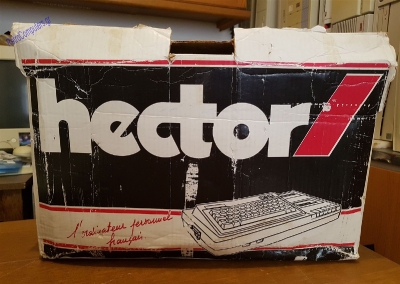 hector
l'ordinateur personnel
français